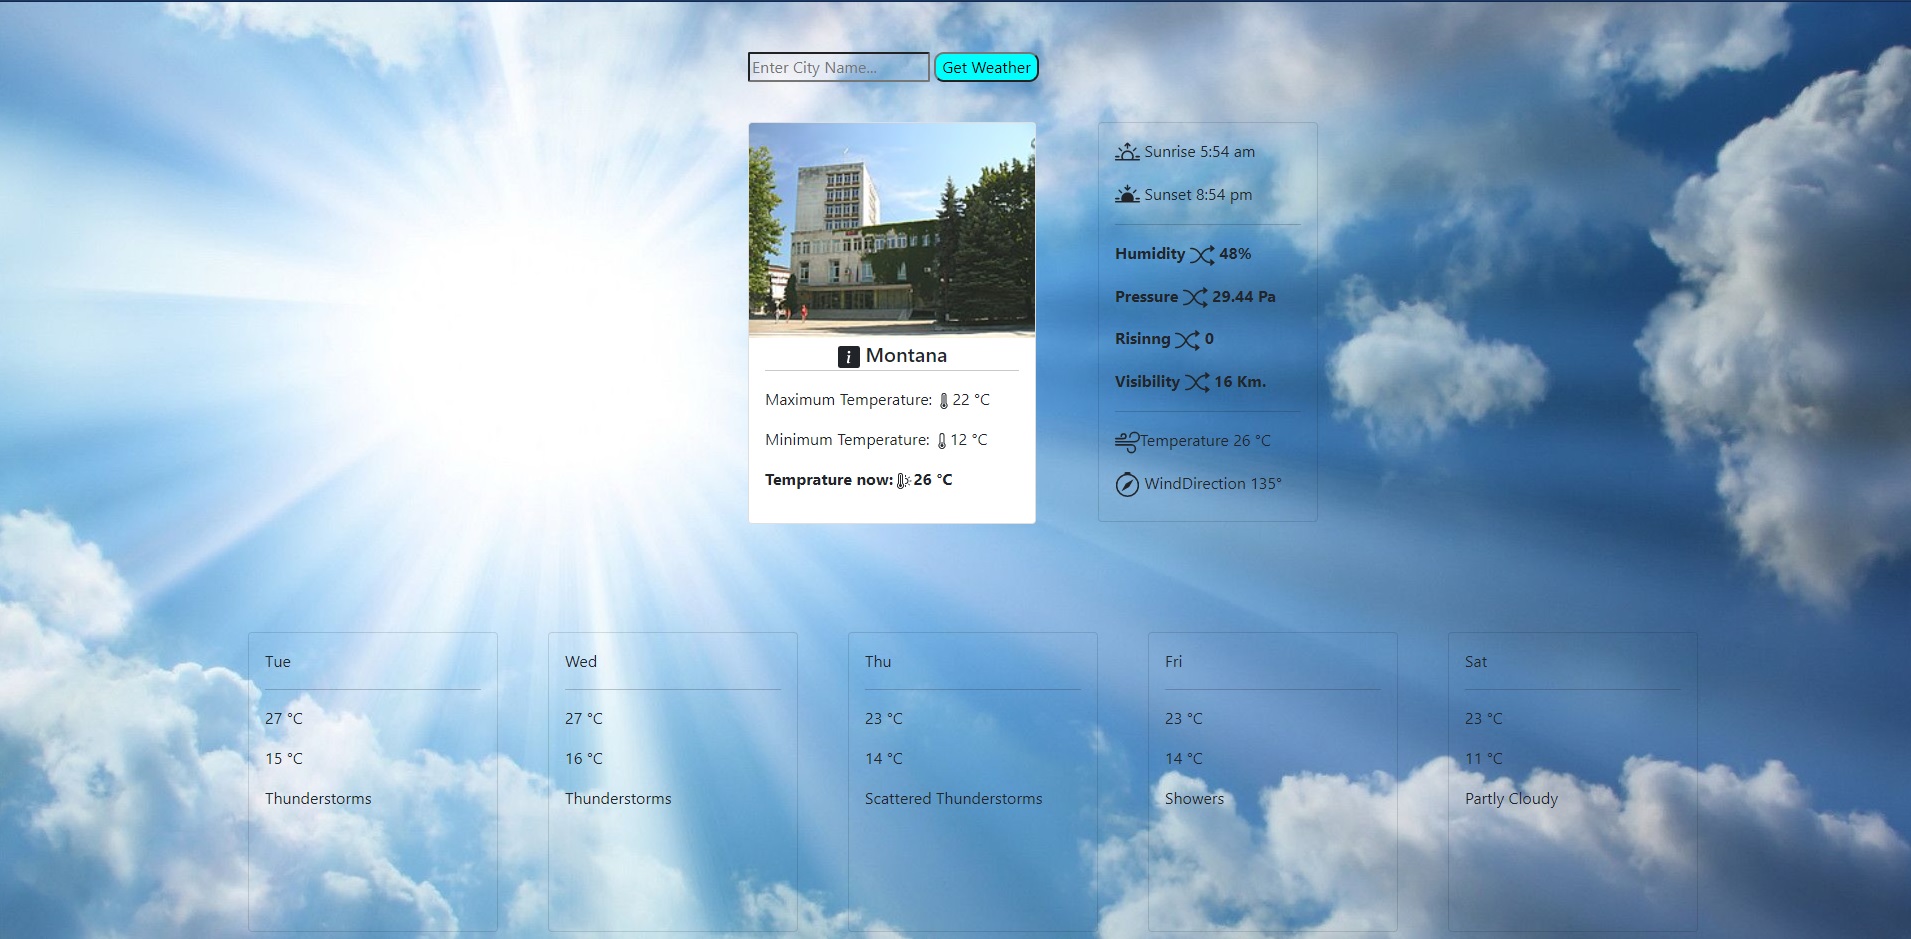 Enter City Name...
Get Weather
Montana
Maximum Temperature: 22 °C
Minimum Temperature: 12 °C
Temprature now: 26 °C
Sunrise 5:54 am
Sunset 8:54 pm
Humidity 48%
Pressure 29.44 Pa
Risinng 0
Visibility 16 Km.
Temperature 26 °C
WindDirection 135°
Tue
27 °C
15 °C
Thunderstorms
Wed
27 °C
16 °C
Thunderstorms
Thu
23 °C
14 °C
Scattered Thunderstorms
Fri
23 °C
14 °C
Showers
Sat
23 °C
11 °C
Partly Cloudy